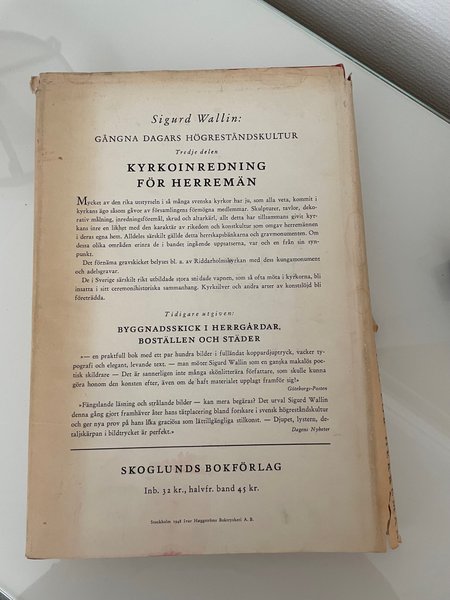 Sigurd Wallin:
GÅNGNA DAGARS HÖGRESTÅNDSKULTUR
Tredje delen
KYRKOINREDNING
FÖR HERREMÄN
Mycket av den rika utstyrseln i så många svenska kyrkor har ju, som alla veta, kommit i
kyrkans ägo såsom gåvor av församlingens förmögna medlemmar. Skulpturer, tavlor, deko-
rativ målning, inredningsföremål, skrud och altarkärl, allt detta har tillsammans givit kyr-
kans inre en likhet med den karaktär av rikedom och konstkultur som omgav herremännen
i deras egna hem. Alldeles särskilt gällde detta herreskapsbänkarna och gravmonumenten. Om
dessa olika områden erinra de i bandet ingående uppsatserna, var och en från sin syn-
punkt.
Det förnäma gravskicket belyses bl. a. av Riddarholmskyrkan med dess kungamonument
och adelsgravar.
De i Sverige särskilt rikt utbildade stora snidade vapnen, som så ofta möta i kyrkorna, bli
insatta i sitt ceremonihistoriska sammanhang. Kyrksilver och andra arter av konstslöjd bli
företrädda.
Tidigare utgiven:
BYGGNADSSKICK I HERRGÅRDAR,
BOSTÄLLEN OCH STÄDER
»— en praktfull bok med ett par hundra bilder i fulländat koppardjuptryck, vacker ty-
pografi och elegant, levande text. — man möter Sigurd Wallin som en ganska makalös poe-
tisk skildrare — Det är sannerligen inte många skönlitterära författare, som skulle kunna
göra honom den konsten efter, även om de haft materialet upplagt framför sig!»
Göteborgs-Posten
»Fängslande läsning och strålande bilder — kan mera begäras? Det urval Sigurd Wallin
denna gång gjort framhäver åter hans tätplacering bland forskare i svensk högreståndskultur
och ger nya prov på hans lika graciösa som lättillgängliga stilkonst. — Djupet, lystern, de-
taljskärpan i bildtrycket är perfekt.»
Dagens Nyheter
SKOGLUNDS BOKFÖRLAG
Inb. 32 kr., halvfr. band 45 kr.
Stockholm 1948 Ivar Hæggströms Boktryckeri A. B.